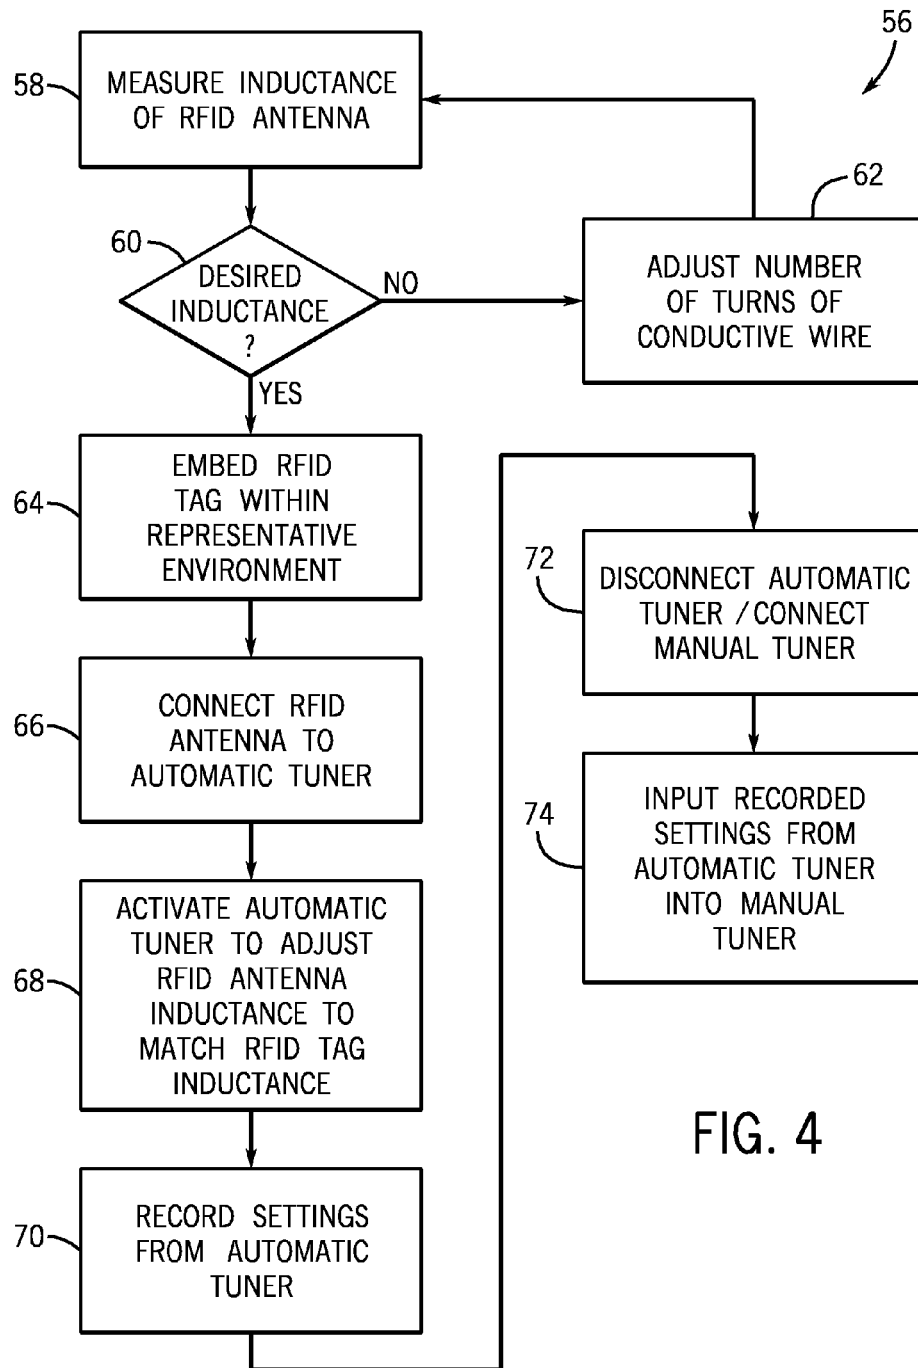 56
58
MEASURE INDUCTANCE
OF RFID ANTENNA
62
ADJUST NUMBER
OF TURNS OF
CONDUCTIVE WIRE
60
DESIRED
INDUCTANCE
?
NO
YES
64
EMBED RFID
TAG WITHIN
REPRESENTATIVE
ENVIRONMENT
66
CONNECT RFID
ANTENNA TO
AUTOMATIC TUNER
68
ACTIVATE AUTOMATIC
TUNER TO ADJUST
RFID ANTENNA
INDUCTANCE TO
MATCH RFID TAG
INDUCTANCE
70
RECORD SETTINGS
FROM AUTOMATIC
TUNER
72
DISCONNECT AUTOMATIC
TUNER / CONNECT
MANUAL TUNER
74
INPUT RECORDED
SETTINGS FROM
AUTOMATIC TUNER
INTO MANUAL
TUNER
FIG. 4